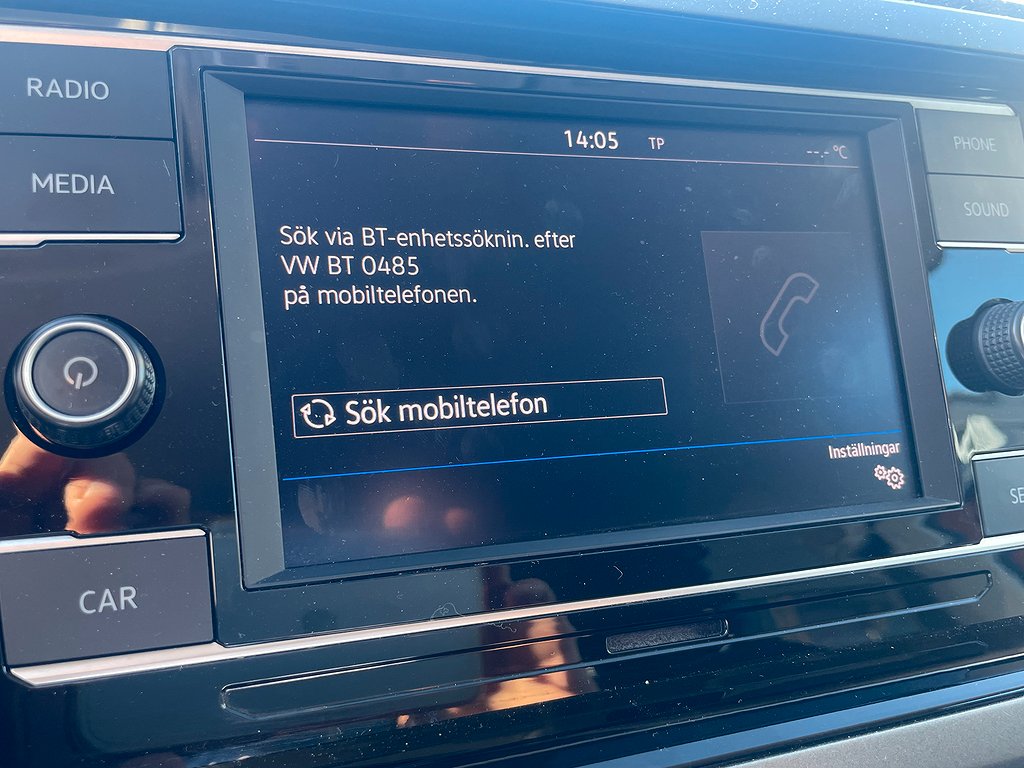 RADIO
MEDIA
14:05 TP --.- °C
PHONE
SOUND
Sök via BT-enhetssöknin. efter
VW BT 0485
på mobiltelefonen.
Sök mobiltelefon
Inställningar
CAR